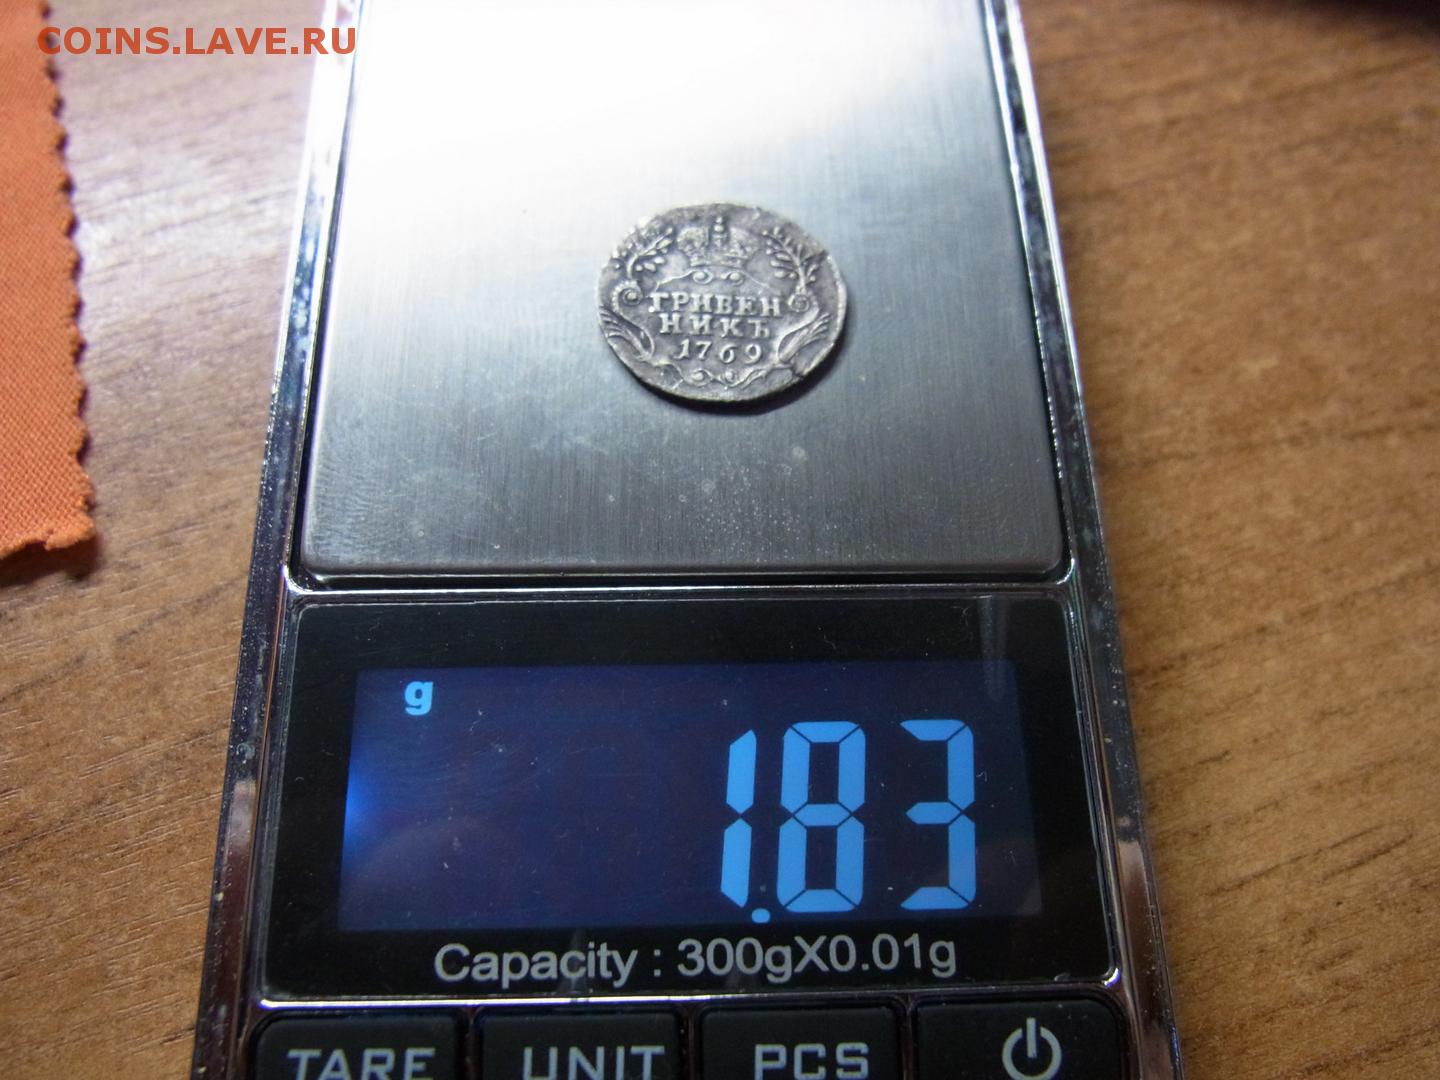 COINS.LAVE.RU
ГРИВЕН
НИКЪ
1769
g
1.83
Capacity : 300gX0.01g
TARE UNIT PCS